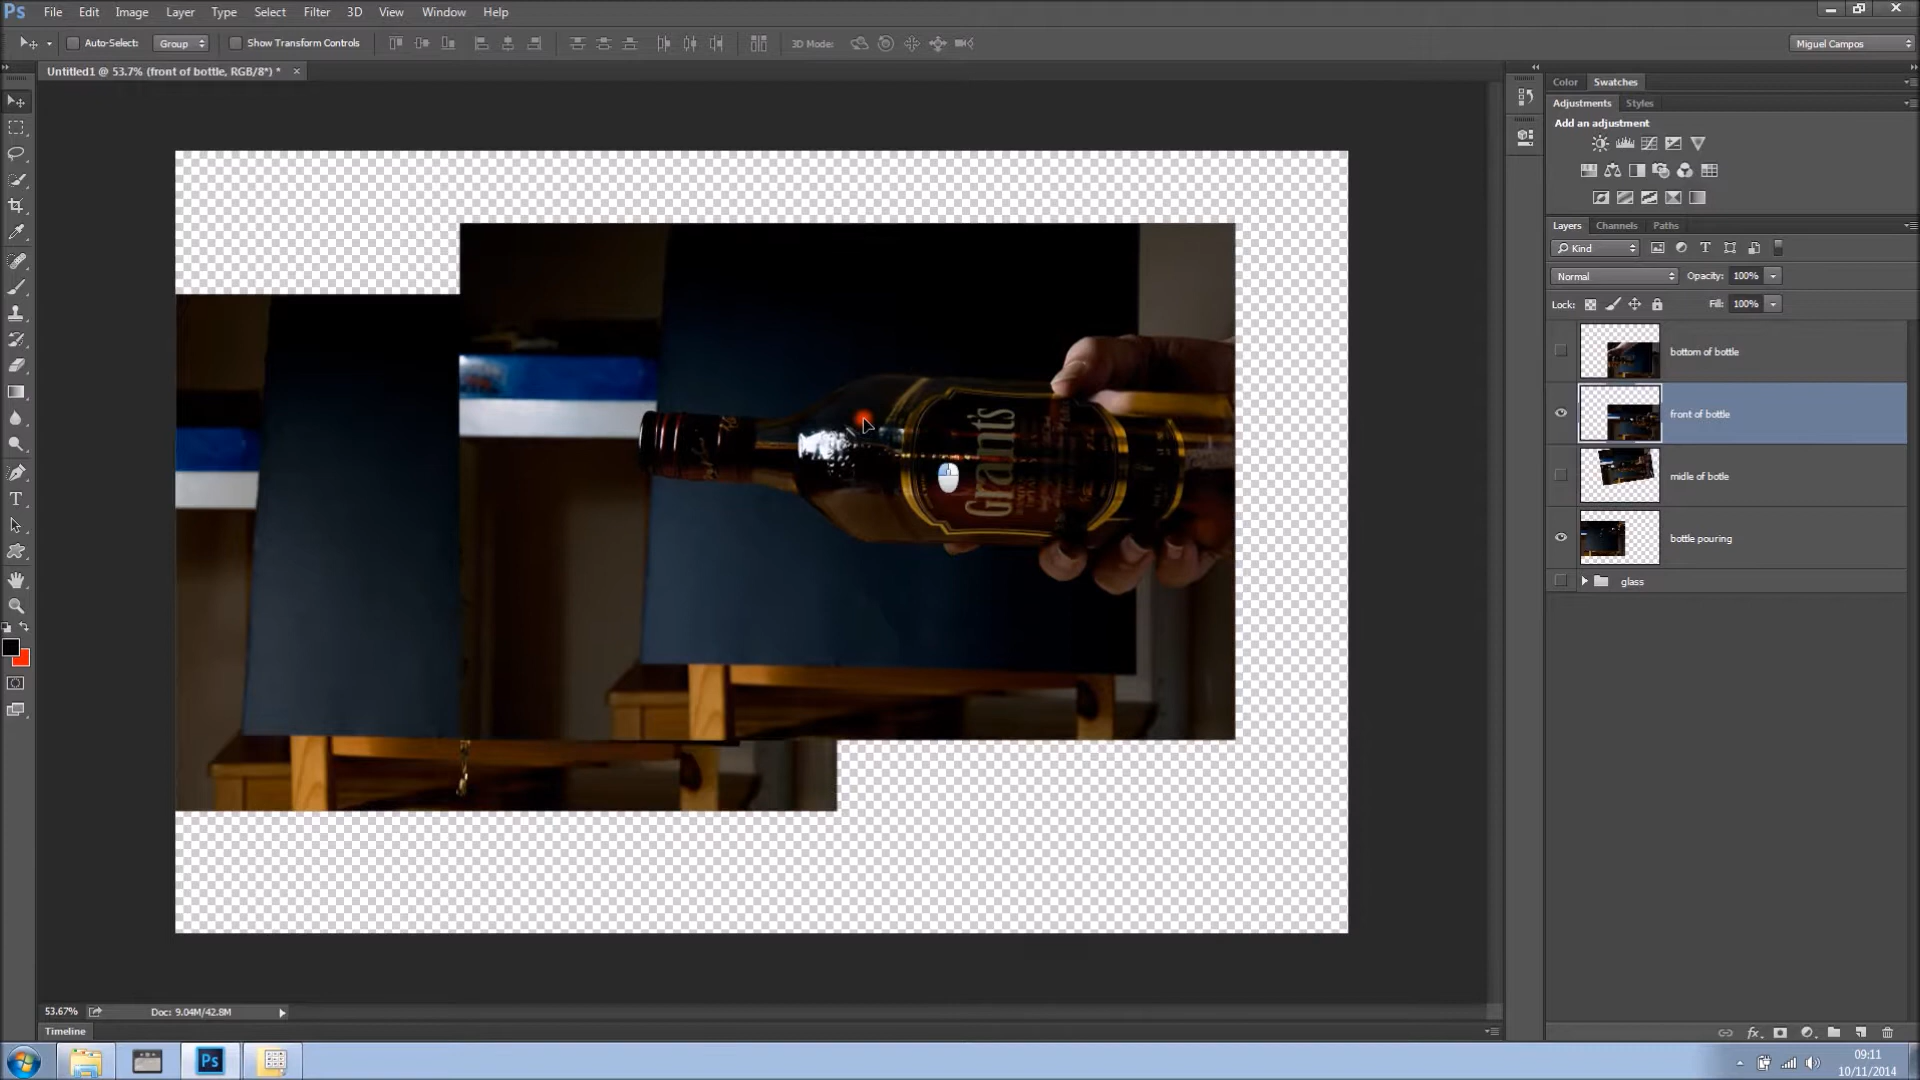 Ps File Edit Image Layer Type Select Filter 3D View Window Help
Auto-Select: Group Show Transform Controls 3D Mode: Miguel Campos
Untitled1 @ 53.7% (front of bottle, RGB/8*) * ×
Color Swatches
Adjustments Styles
Add an adjustment
Layers Channels Paths
Kind
Normal Opacity: 100%
Lock: Fill: 100%
bottom of bottle
front of bottle
midle of botle
bottle pouring
glass
Grant's
53.67% Doc: 9.04M/42.8M
Timeline
Ps
09:11
10/11/2014